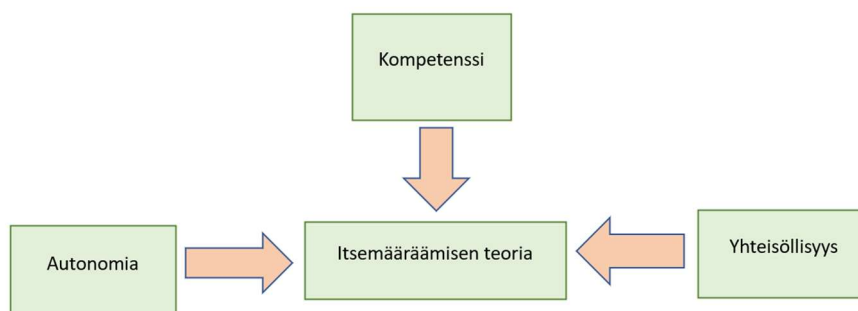 Kompetenssi
Autonomia
Itsemääräämisen teoria
Yhteisöllisyys